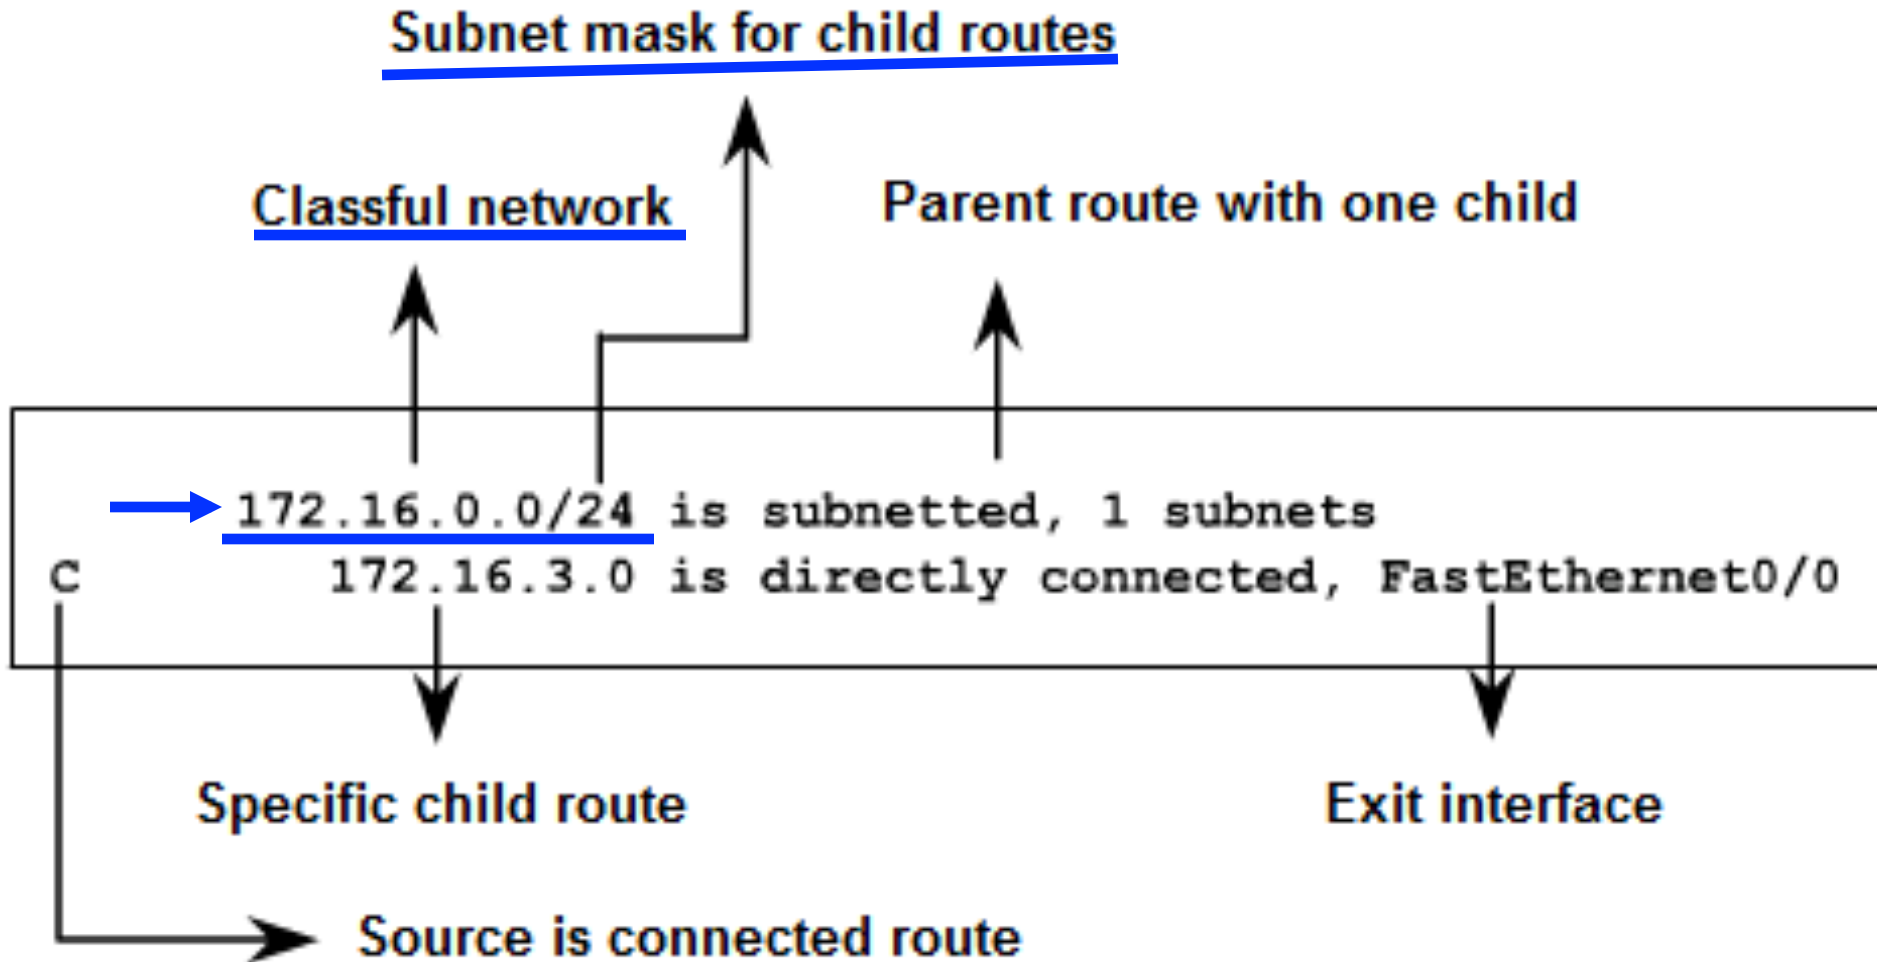 Subnet mask for child routes
Classful network
Parent route with one child
172.16.0.0/24 is subnetted, 1 subnets
C 172.16.3.0 is directly connected, FastEthernet0/0
Specific child route
Exit interface
Source is connected route